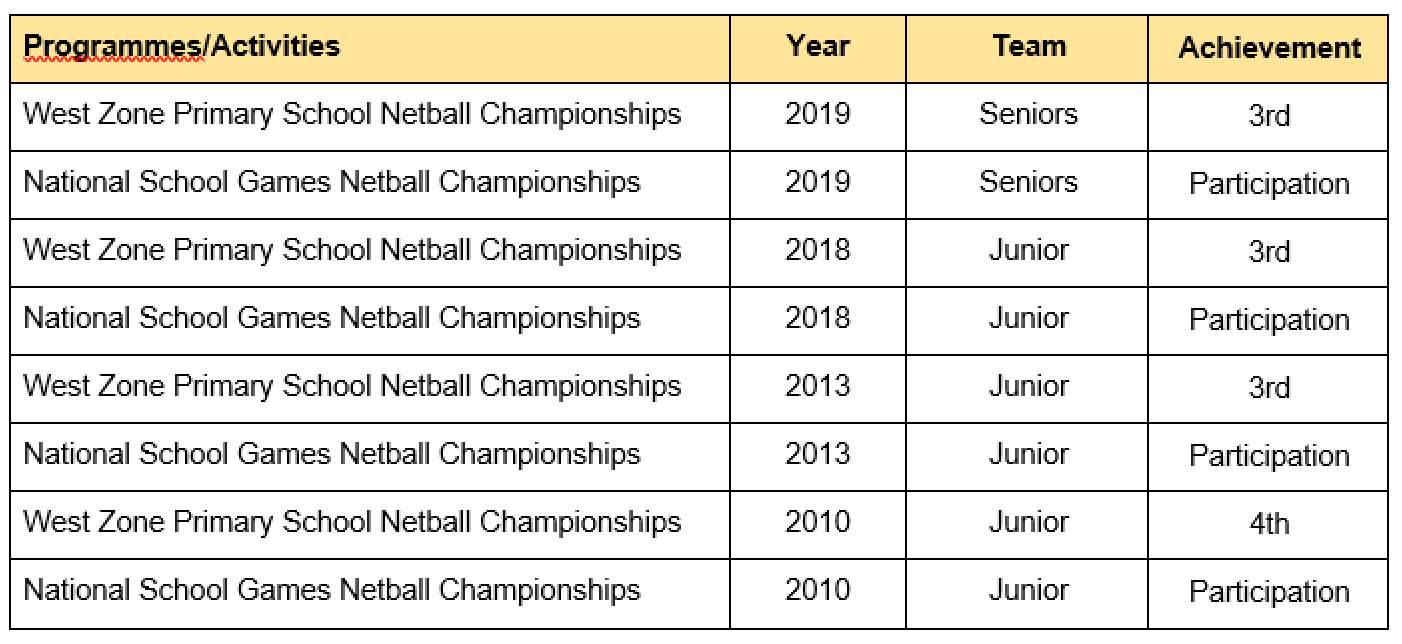 Programmes/Activities Year Team Achievement
West Zone Primary School Netball Championships 2019 Seniors 3rd
National School Games Netball Championships 2019 Seniors Participation
West Zone Primary School Netball Championships 2018 Junior 3rd
National School Games Netball Championships 2018 Junior Participation
West Zone Primary School Netball Championships 2013 Junior 3rd
National School Games Netball Championships 2013 Junior Participation
West Zone Primary School Netball Championships 2010 Junior 4th
National School Games Netball Championships 2010 Junior Participation